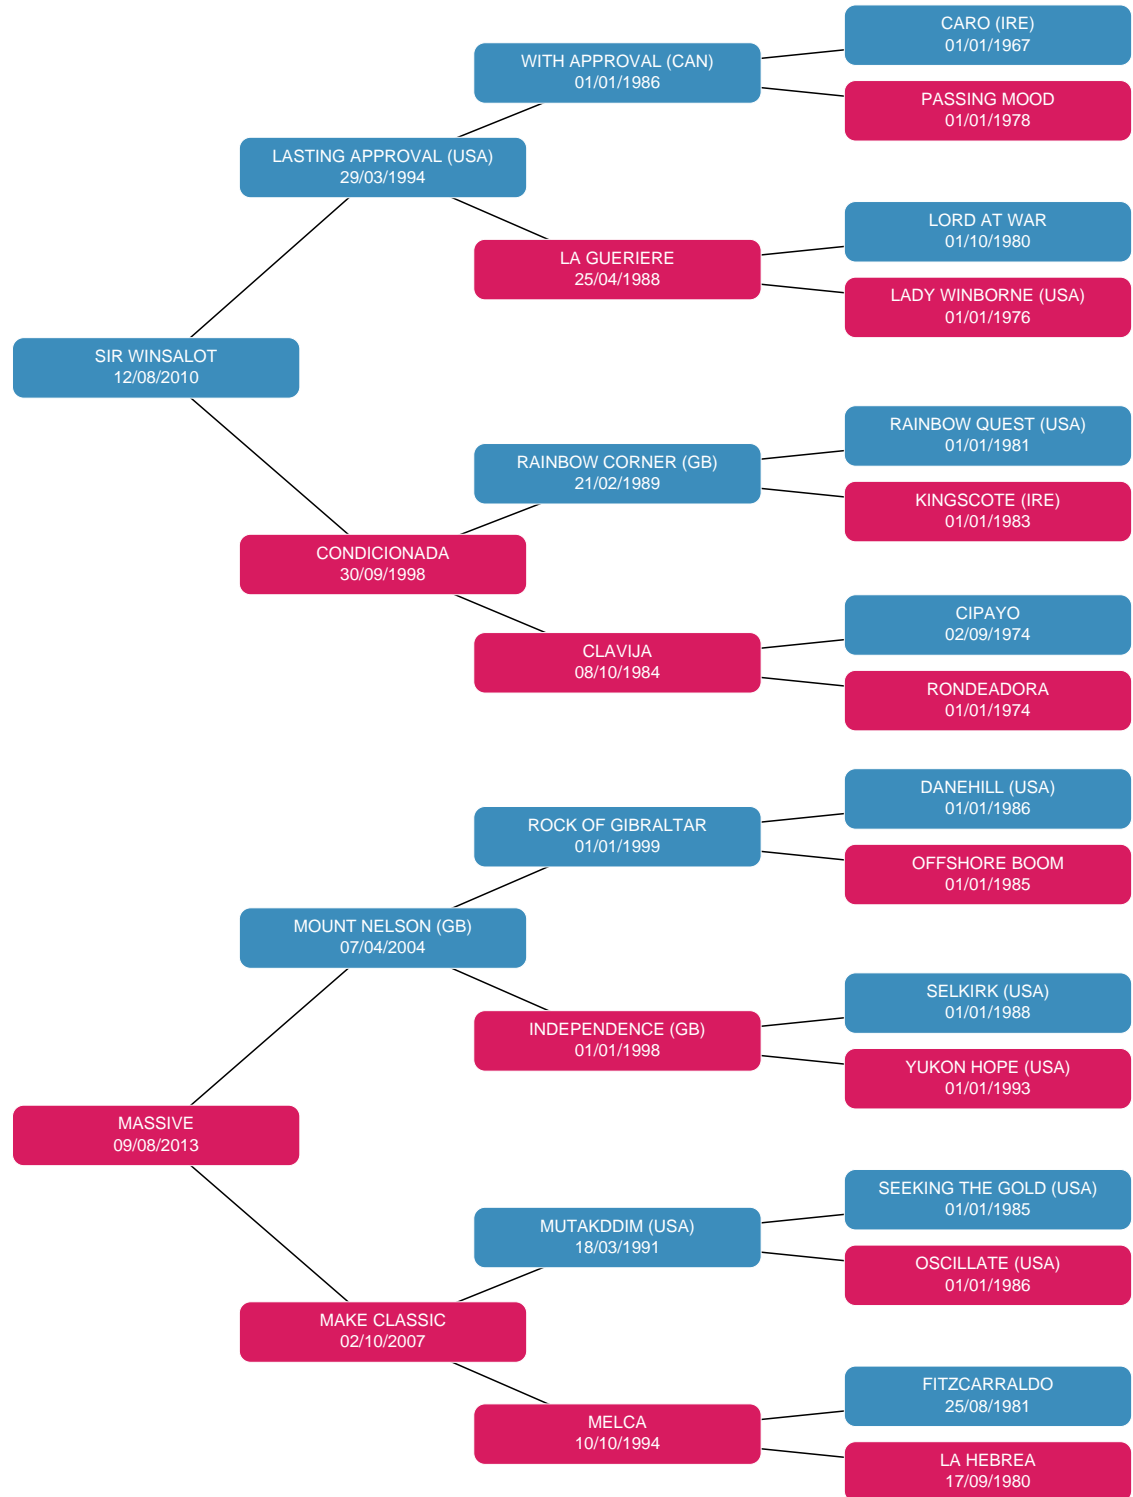 CARO (IRE)
01/01/1967
WITH APPROVAL (CAN)
01/01/1986
PASSING MOOD
01/01/1978
LASTING APPROVAL (USA)
29/03/1994
LORD AT WAR
01/10/1980
LA GUERIERE
25/04/1988
LADY WINBORNE (USA)
01/01/1976
SIR WINSALOT
12/08/2010
RAINBOW QUEST (USA)
01/01/1981
RAINBOW CORNER (GB)
21/02/1989
KINGSCOTE (IRE)
01/01/1983
CONDICIONADA
30/09/1998
CIPAYO
02/09/1974
CLAVIJA
08/10/1984
RONDEADORA
01/01/1974
DANEHILL (USA)
01/01/1986
ROCK OF GIBRALTAR
01/01/1999
OFFSHORE BOOM
01/01/1985
MOUNT NELSON (GB)
07/04/2004
SELKIRK (USA)
01/01/1988
INDEPENDENCE (GB)
01/01/1998
YUKON HOPE (USA)
01/01/1993
MASSIVE
09/08/2013
SEEKING THE GOLD (USA)
01/01/1985
MUTAKDDIM (USA)
18/03/1991
OSCILLATE (USA)
01/01/1986
MAKE CLASSIC
02/10/2007
FITZCARRALDO
25/08/1981
MELCA
10/10/1994
LA HEBREA
17/09/1980